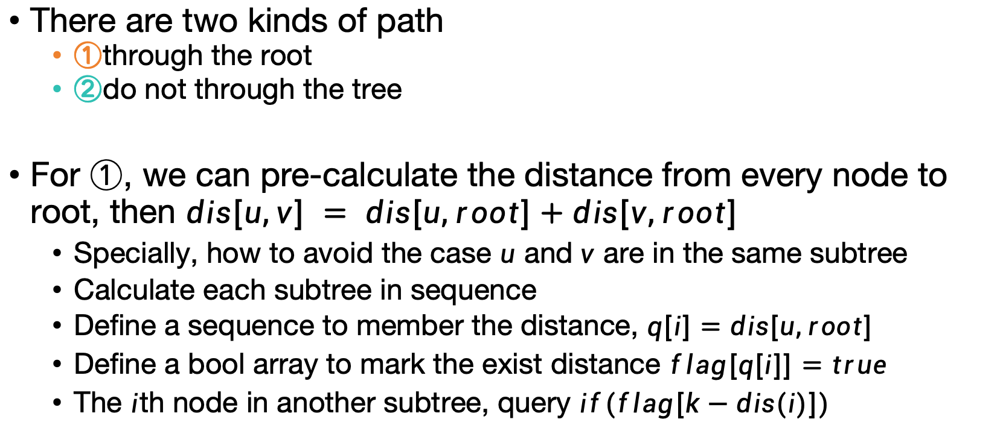 • There are two kinds of path
• ①through the root
• ②do not through the tree
• For ①, we can pre-calculate the distance from every node to
root, then dis[u, v] = dis[u, root] + dis[v, root]
• Specially, how to avoid the case u and v are in the same subtree
• Calculate each subtree in sequence
• Define a sequence to member the distance, q[i] = dis[u, root]
• Define a bool array to mark the exist distance flag[q[i]] = true
• The ith node in another subtree, query if(flag[k − dis(i)])